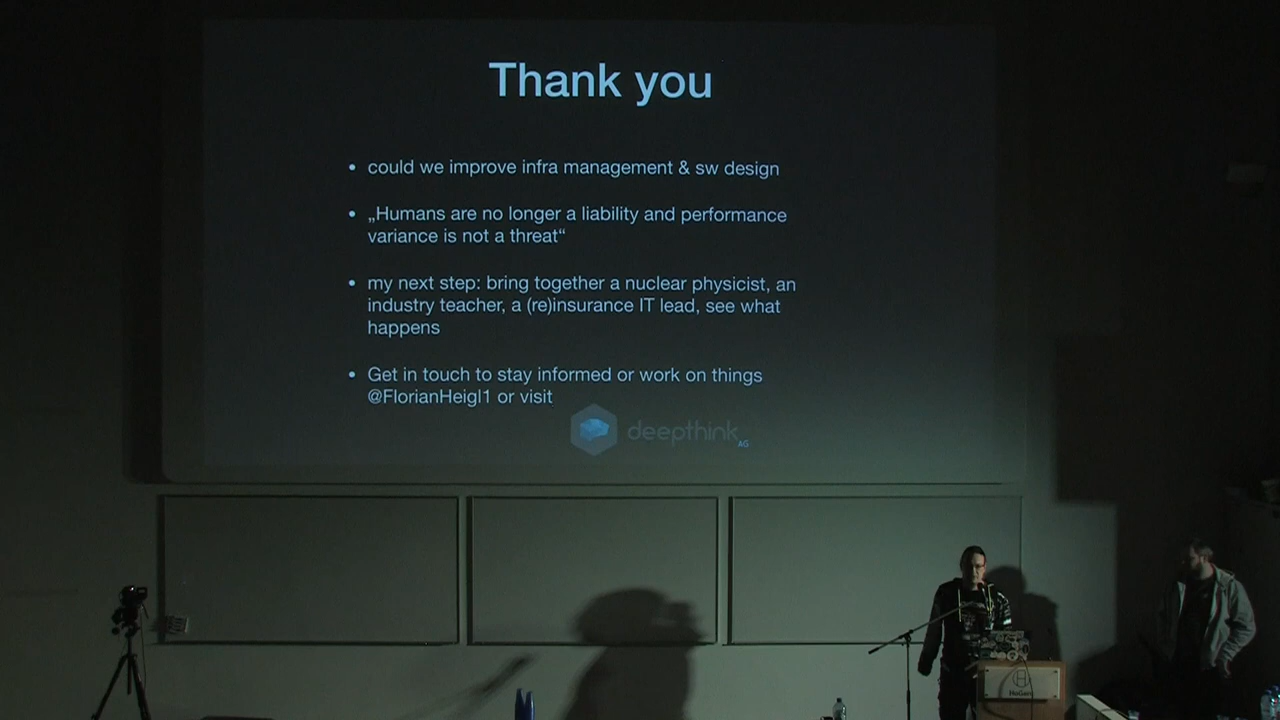 Thank you
• could we improve infra management & sw design
• „Humans are no longer a liability and performance
variance is not a threat“
• my next step: bring together a nuclear physicist, an
industry teacher, a (re)insurance IT lead, see what
happens
• Get in touch to stay informed or work on things
@FlorianHeigl1 or visit
deepthink AG
HoGent